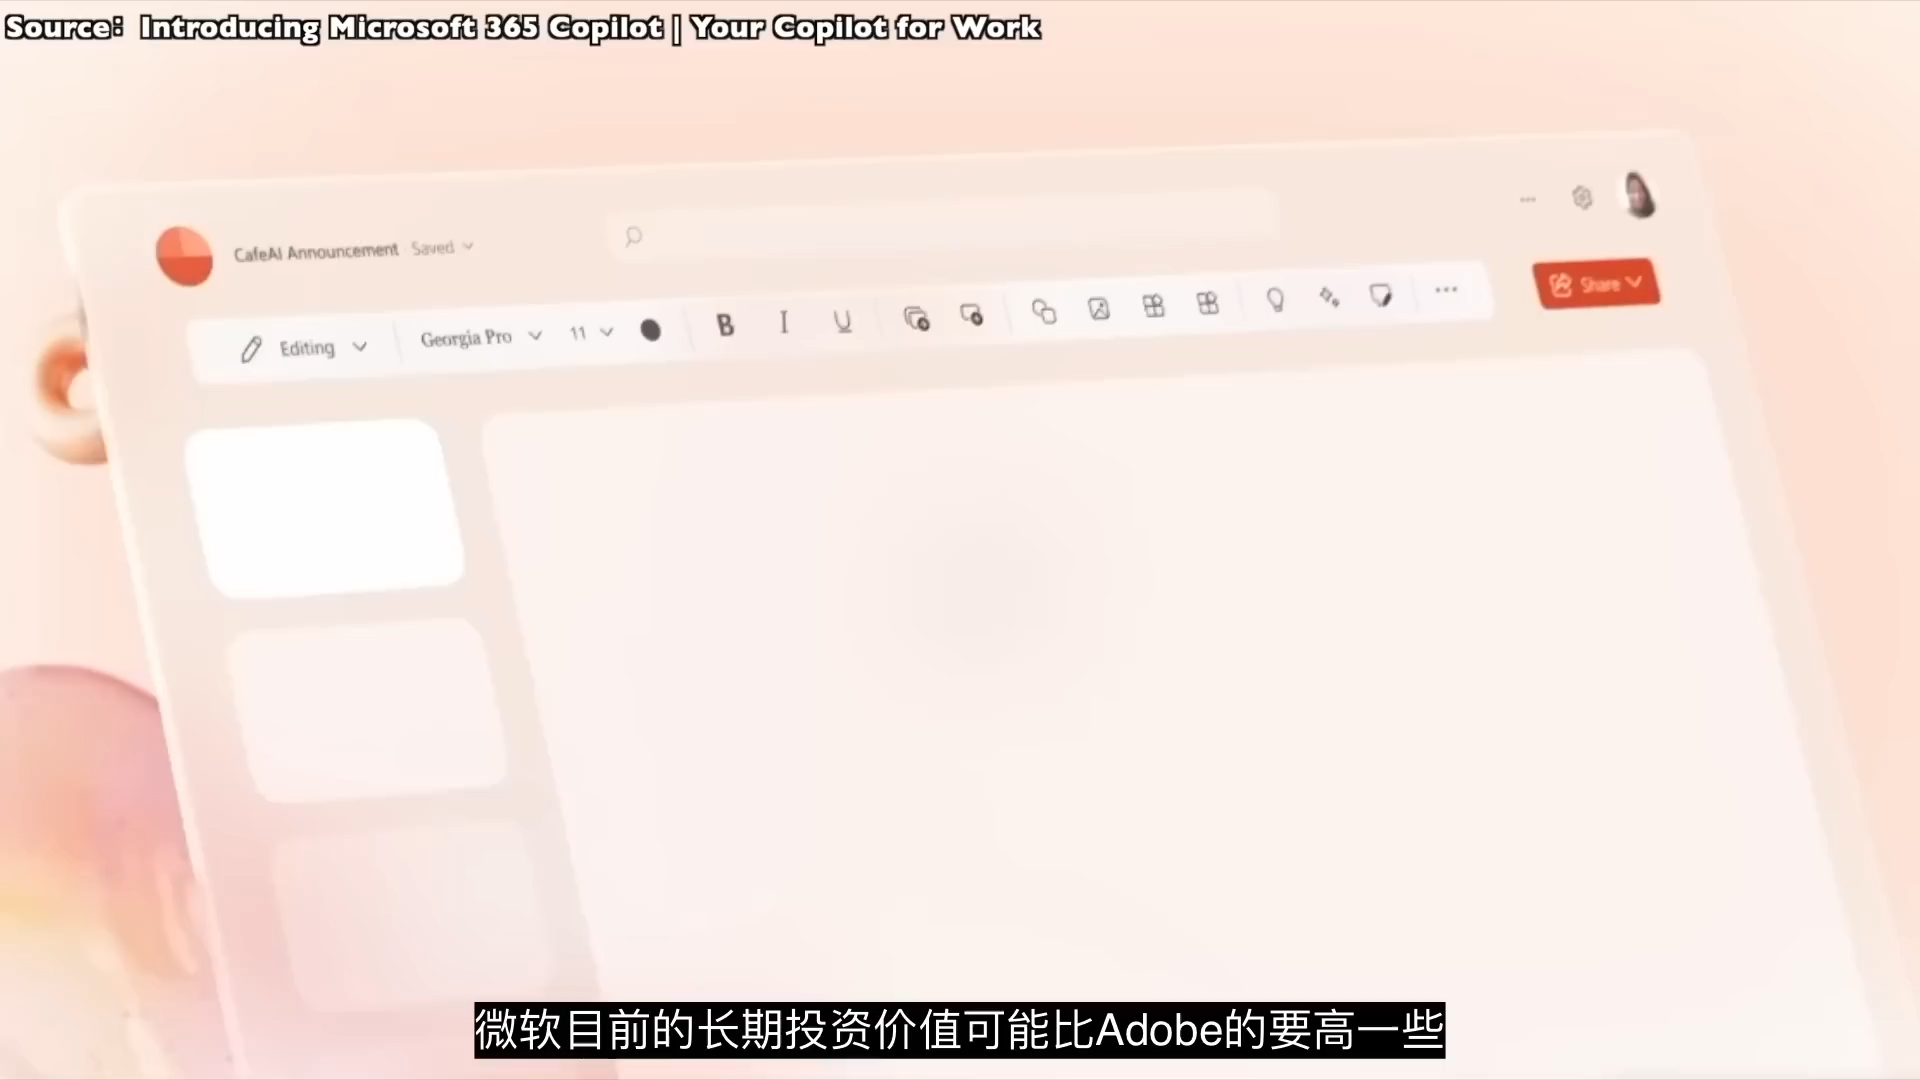 Source：Introducing Microsoft 365 Copilot | Your Copilot for Work
CafeAI Announcement Saved
Editing Georgia Pro 11 B I U
Share
微软目前的长期投资价值可能比Adobe的要高一些